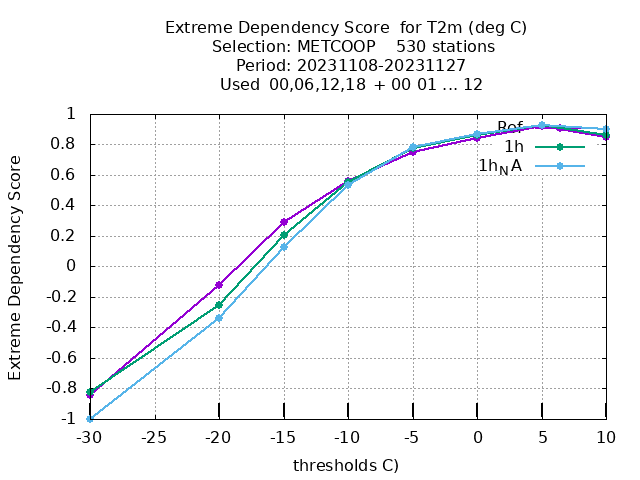 Extreme Dependency Score  for T2m (deg C)
Selection: METCOOP    530 stations
Period: 20231108-20231127
Used  00,06,12,18  + 00 01 ... 12
Extreme Dependency Score
1
0.8
0.6
0.4
0.2
0
-0.2
-0.4
-0.6
-0.8
-1
Ref
1h
1h_NA
-30
-25
-20
-15
-10
-5
0
5
10
thresholds C)